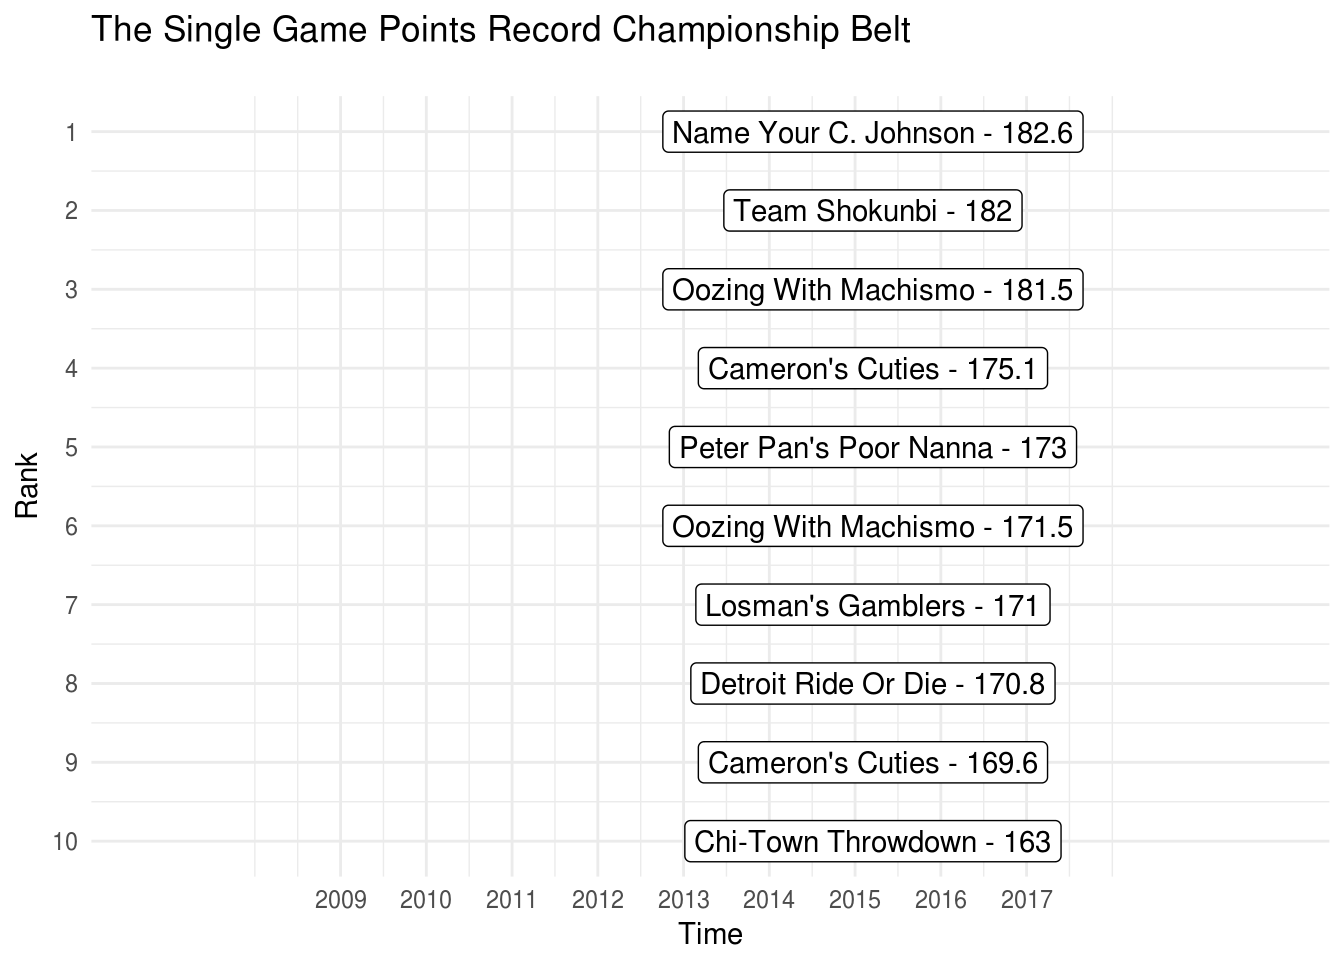 The Single Game Points Record Championship Belt
1
Name Your C. Johnson - 182.6
2
Team Shokunbi - 182
3
Oozing With Machismo - 181.5
4
Cameron's Cuties - 175.1
5
Peter Pan's Poor Nanna - 173
Rank
6
Oozing With Machismo - 171.5
7
Losman's Gamblers - 171
8
Detroit Ride Or Die - 170.8
9
Cameron's Cuties - 169.6
10
Chi-Town Throwdown - 163
2009 2010 2011 2012 2013 2014 2015 2016 2017
Time